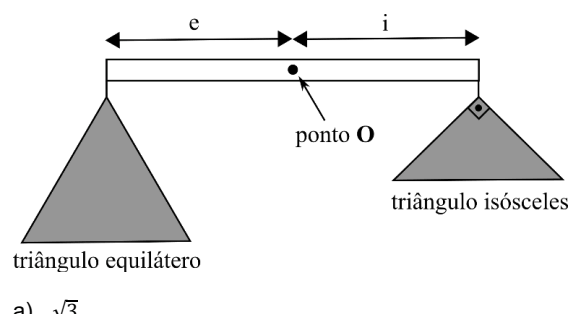 e
i
ponto O
triângulo isósceles
triângulo equilátero
a) √3